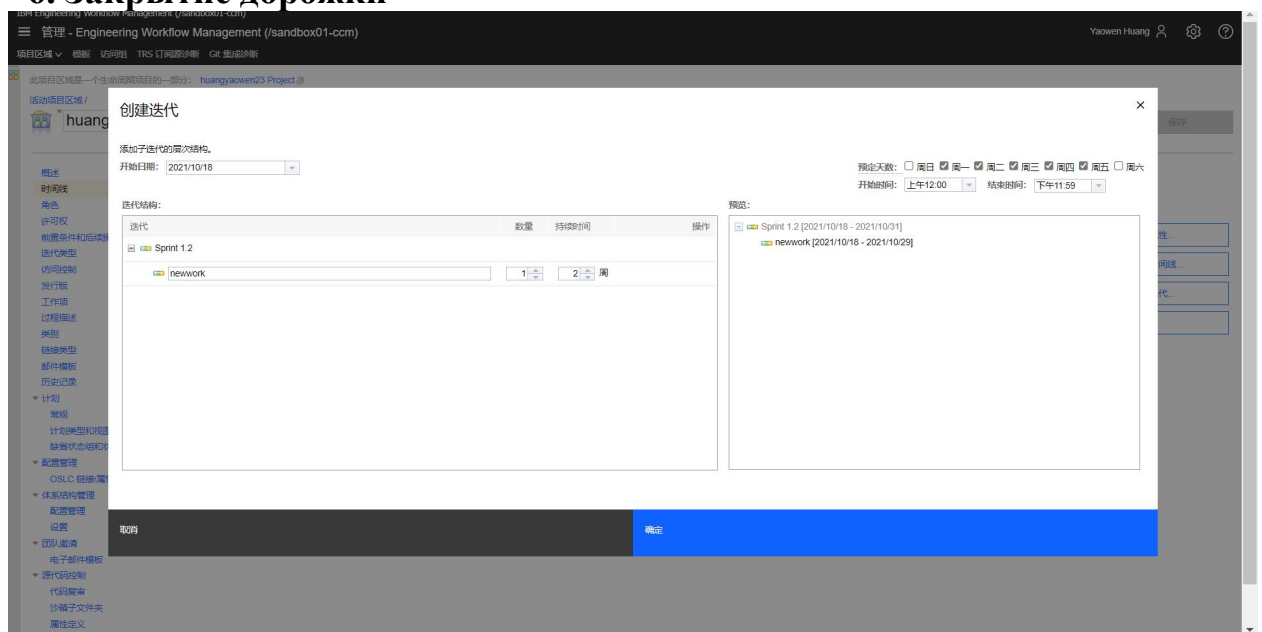 6. Закрытие дорожки
IBM Engineering Workflow Management (/sandbox01-ccm)
管理 - Engineering Workflow Management (/sandbox01-ccm)
Yaowen Huang
项目区域 模板 访问组 TRS 订阅源诊断 Git 集成诊断
此项目区域是一个生命周期项目的一部分: huangyaowen23 Project
活动项目区域 /
huang
保存
创建迭代
添加子迭代的层次结构。
开始日期: 2021/10/18
预定天数: 周日 周一 周二 周三 周四 周五 周六
开始时间: 上午12:00 结束时间: 下午11:59
迭代结构:
迭代 数量 持续时间 操作
Sprint 1.2
newwork 1 2 周
预览:
Sprint 1.2 [2021/10/18 - 2021/10/31]
newwork [2021/10/18 - 2021/10/29]
取消
确定
概述
时间线
角色
许可权
前置条件和后续
迭代类型
访问控制
发行版
工作项
过程描述
类别
链接类型
邮件模板
历史记录
计划
常规
计划类型和视图
缺省状态组和
配置管理
OSLC 链接/属
体系结构管理
配置管理
设置
团队邀请
电子邮件模板
源代码控制
代码复审
沙箱子文件夹
属性定义
性...
间线...
代...